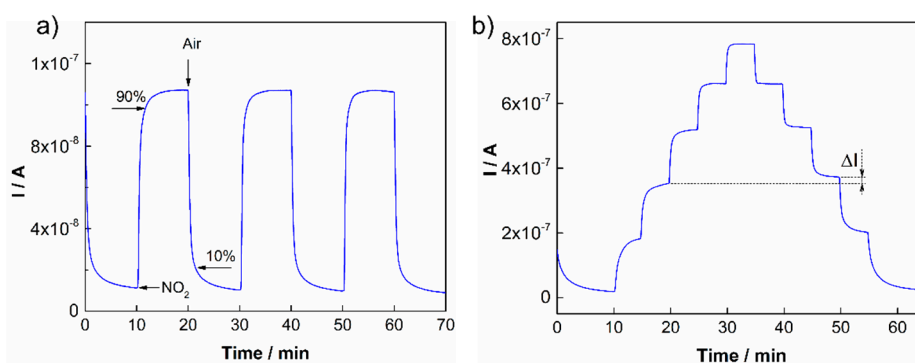 a)
I / A
1x10⁻⁷
8x10⁻⁸
4x10⁻⁸
0
Air
90%
10%
NO₂
0 10 20 30 40 50 60 70
Time / min
b)
I / A
8x10⁻⁷
6x10⁻⁷
4x10⁻⁷
2x10⁻⁷
0
ΔI
0 10 20 30 40 50 60
Time / min